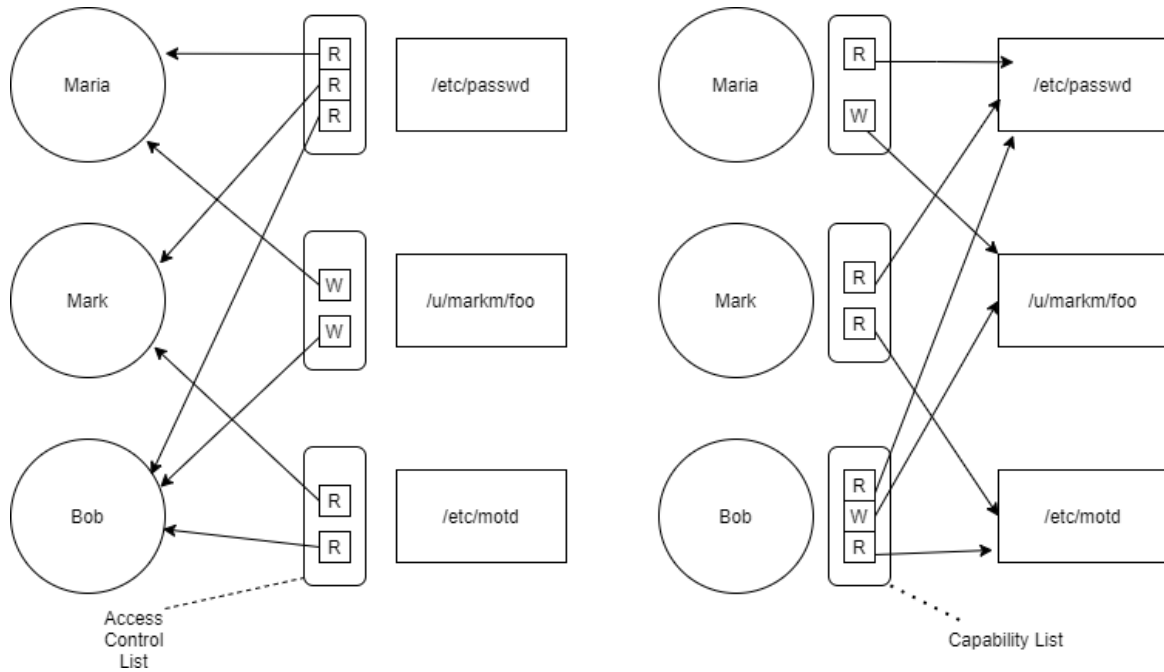 Maria
R
R
R
/etc/passwd
Mark
W
W
/u/markm/foo
Bob
R
R
/etc/motd
Access
Control
List
Maria
R
W
/etc/passwd
Mark
R
R
/u/markm/foo
Bob
R
W
R
/etc/motd
Capability List